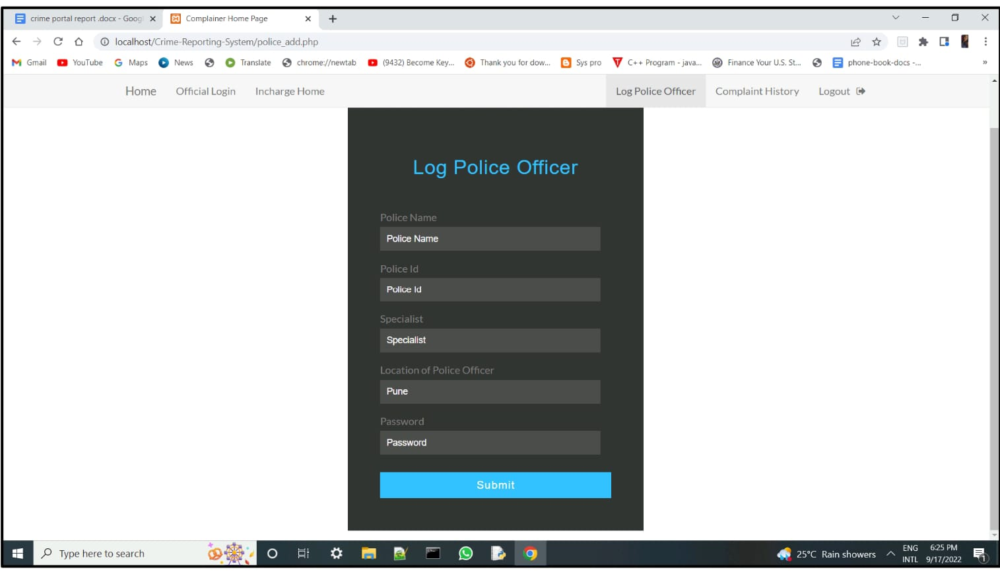 crime portal report .docx - Googl
Complainer Home Page
localhost/Crime-Reporting-System/police_add.php
Gmail YouTube Maps News Translate chrome://newtab (9432) Become Key... Thank you for dow... Sys pro C++ Program - java... Finance Your U.S. St... phone-book-docs -... »
Home Official Login Incharge Home Log Police Officer Complaint History Logout
Log Police Officer
Police Name
Police Name
Police Id
Police Id
Specialist
Specialist
Location of Police Officer
Pune
Password
Password
Submit
Type here to search
25°C Rain showers
ENG
INTL
6:25 PM
9/17/2022
1